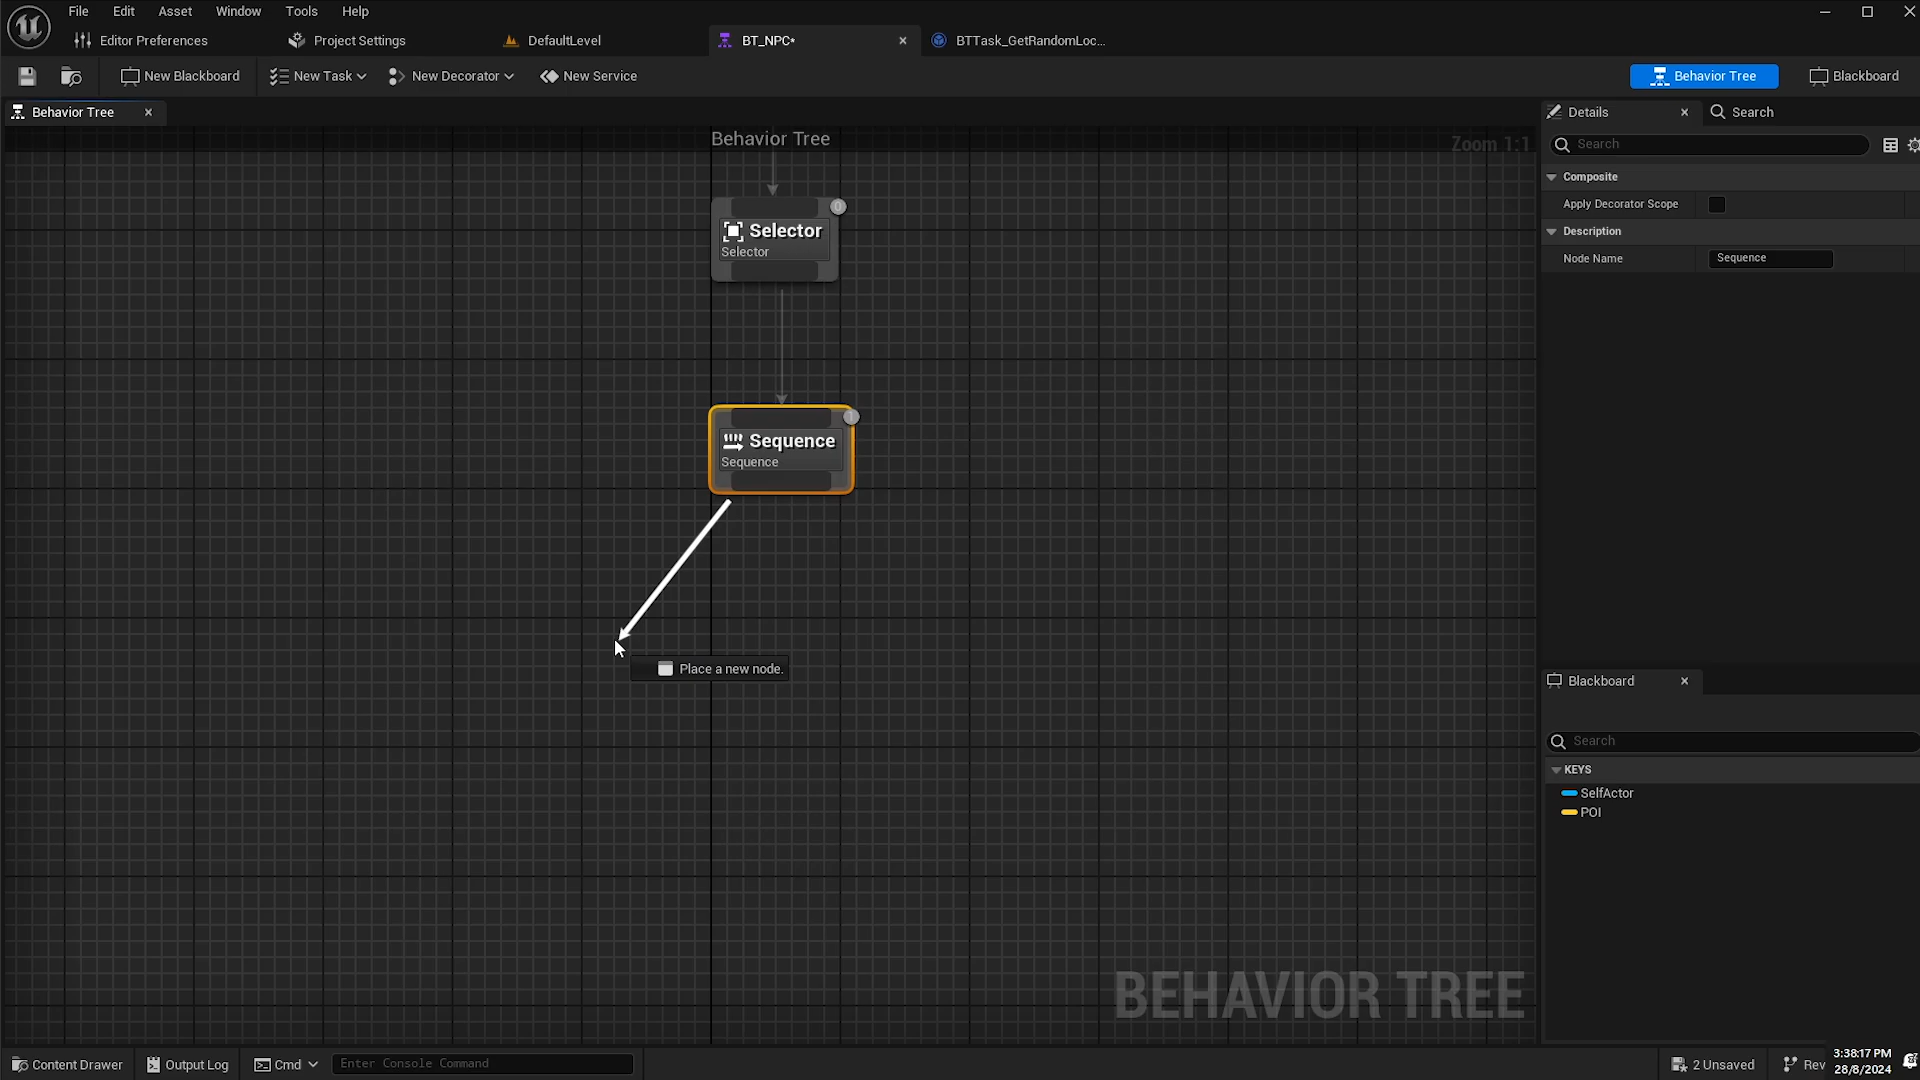 File Edit Asset Window Tools Help
Editor Preferences Project Settings DefaultLevel BT_NPC* BTTask_GetRandomLoc...
New Blackboard New Task New Decorator New Service Behavior Tree Blackboard
Behavior Tree Details Search
Behavior Tree
Zoom 1:1
Search
Composite
Apply Decorator Scope
Description
Node Name Sequence
0
Selector
Selector
1
Sequence
Sequence
Place a new node.
Blackboard
Search
KEYS
SelfActor
POI
BEHAVIOR TREE
Content Drawer Output Log Cmd Enter Console Command 2 Unsaved Rev
3:38:17 PM
28/8/2024